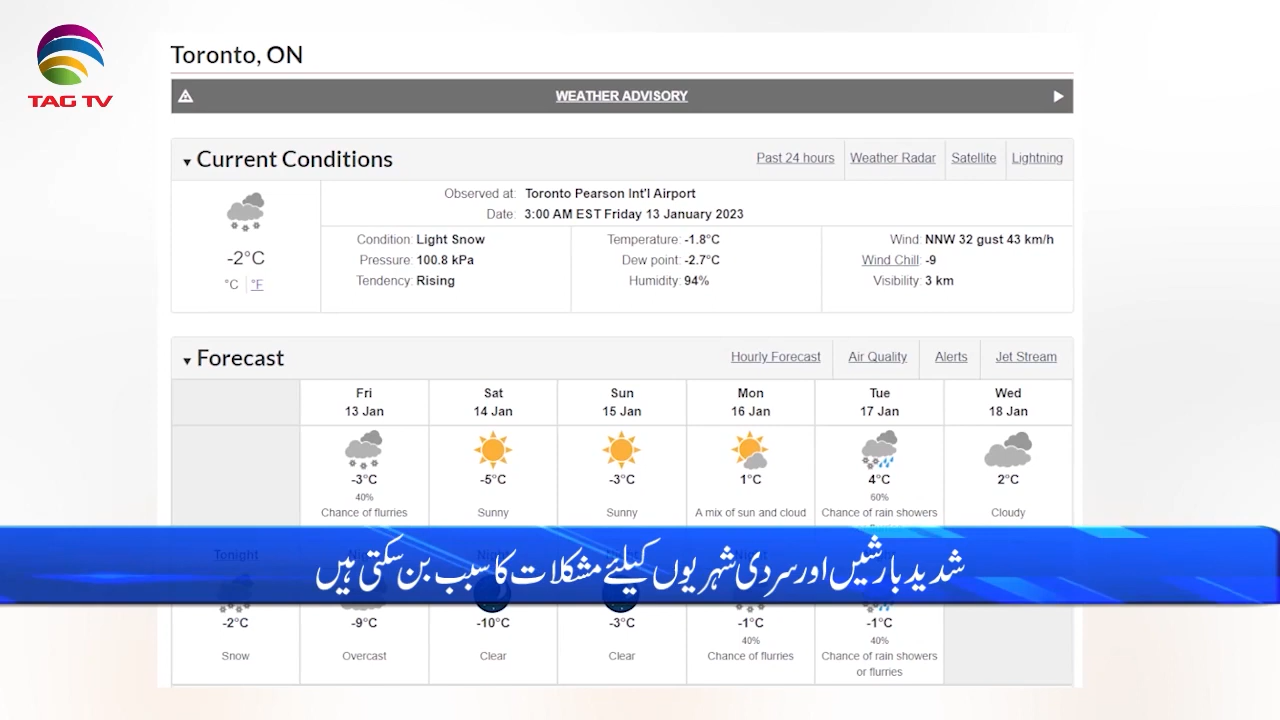 TAG TV
Toronto, ON
WEATHER ADVISORY
Current Conditions
Past 24 hours
Weather Radar
Satellite
Lightning
Observed at: Toronto Pearson Int'l Airport
Date: 3:00 AM EST Friday 13 January 2023
-2°C
°C °F
Condition: Light Snow
Pressure: 100.8 kPa
Tendency: Rising
Temperature: -1.8°C
Dew point: -2.7°C
Humidity: 94%
Wind: NNW 32 gust 43 km/h
Wind Chill: -9
Visibility: 3 km
Forecast
Hourly Forecast
Air Quality
Alerts
Jet Stream
Fri Sat Sun Mon Tue Wed
13 Jan 14 Jan 15 Jan 16 Jan 17 Jan 18 Jan
-3°C -5°C -3°C 1°C 4°C 2°C
40% 60%
Chance of flurries Sunny Sunny A mix of sun and cloud Chance of rain showers Cloudy
Tonight
شدید بارشیں اور سردی شہریوں کیلئے مشکلات کا سبب بن سکتی ہیں
-2°C -9°C -10°C -3°C -1°C -1°C
40% 40%
Snow Overcast Clear Clear Chance of flurries Chance of rain showers
or flurries